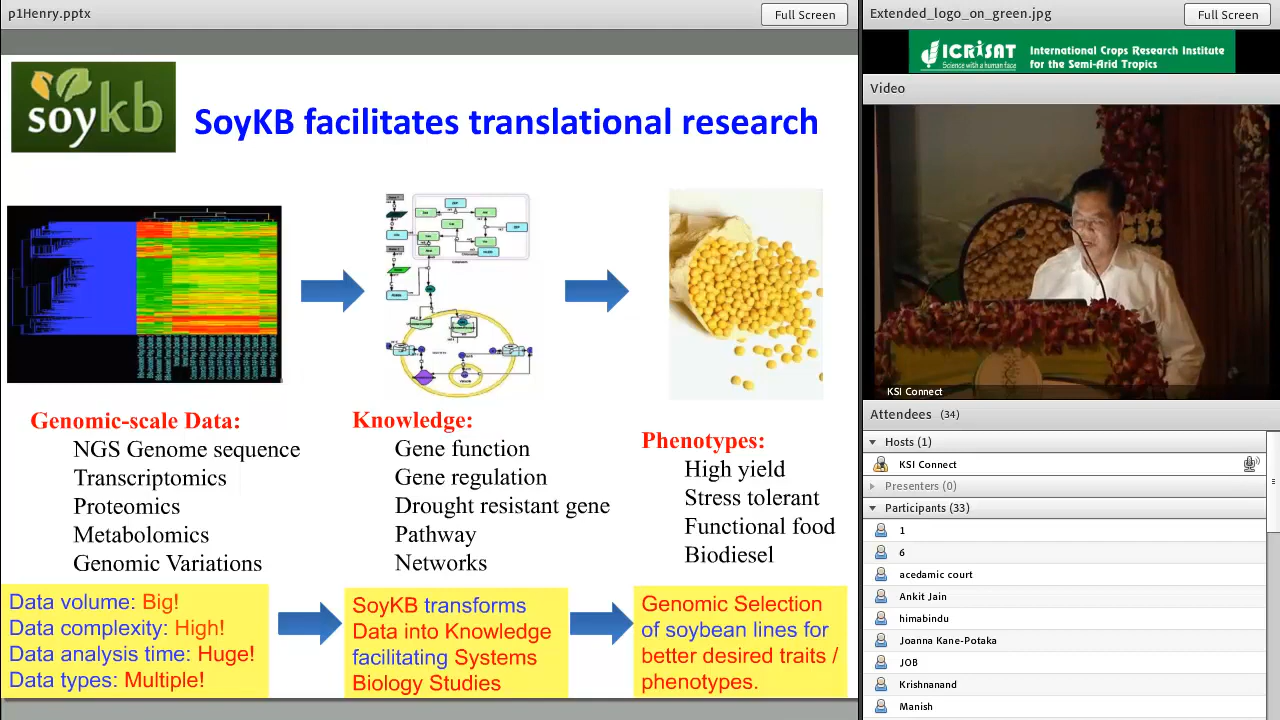 p1Henry.pptx
Full Screen
soykb
SoyKB facilitates translational research
Genomic-scale Data:
NGS Genome sequence
Transcriptomics
Proteomics
Metabolomics
Genomic Variations
Knowledge:
Gene function
Gene regulation
Drought resistant gene
Pathway
Networks
Phenotypes:
High yield
Stress tolerant
Functional food
Biodiesel
Data volume: Big!
Data complexity: High!
Data analysis time: Huge!
Data types: Multiple!
SoyKB transforms
Data into Knowledge
facilitating Systems
Biology Studies
Genomic Selection
of soybean lines for
better desired traits /
phenotypes.
Extended_logo_on_green.jpg
Full Screen
ICRISAT
Science with a human face
International Crops Research Institute
for the Semi-Arid Tropics
Video
KSI Connect
Attendees (34)
Hosts (1)
KSI Connect
Presenters (0)
Participants (33)
1
6
acedamic court
Ankit Jain
himabindu
Joanna Kane-Potaka
JOB
Krishnanand
Manish